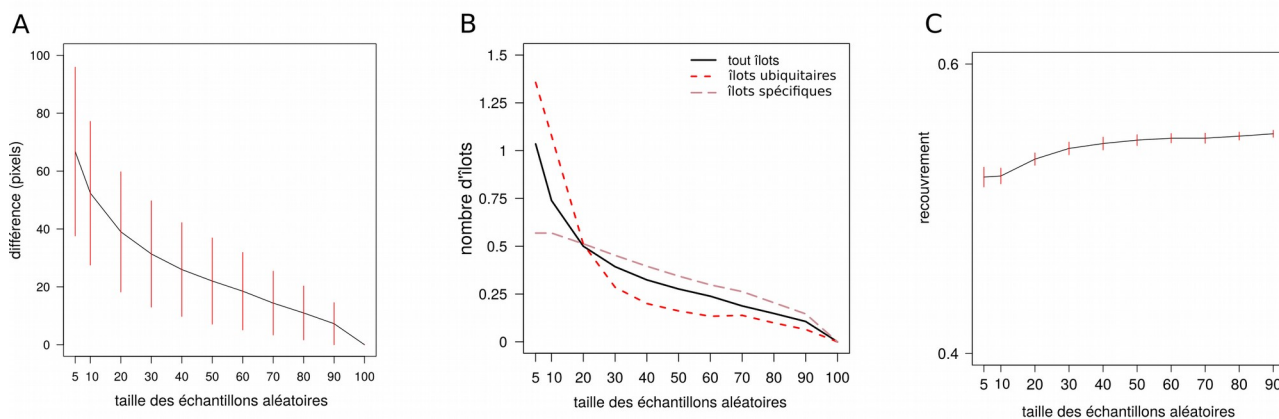 A
100
80
60
40
20
0
différence (pixels)
5 10 20 30 40 50 60 70 80 90 100
taille des échantillons aléatoires
B
1.5
1.25
1
0.75
0.5
0.25
0
nombre d'îlots
tout îlots
îlots ubiquitaires
îlots spécifiques
5 10 20 30 40 50 60 70 80 90 100
taille des échantillons aléatoires
C
0.6
0.4
recouvrement
5 10 20 30 40 50 60 70 80 90
taille des échantillons aléatoires